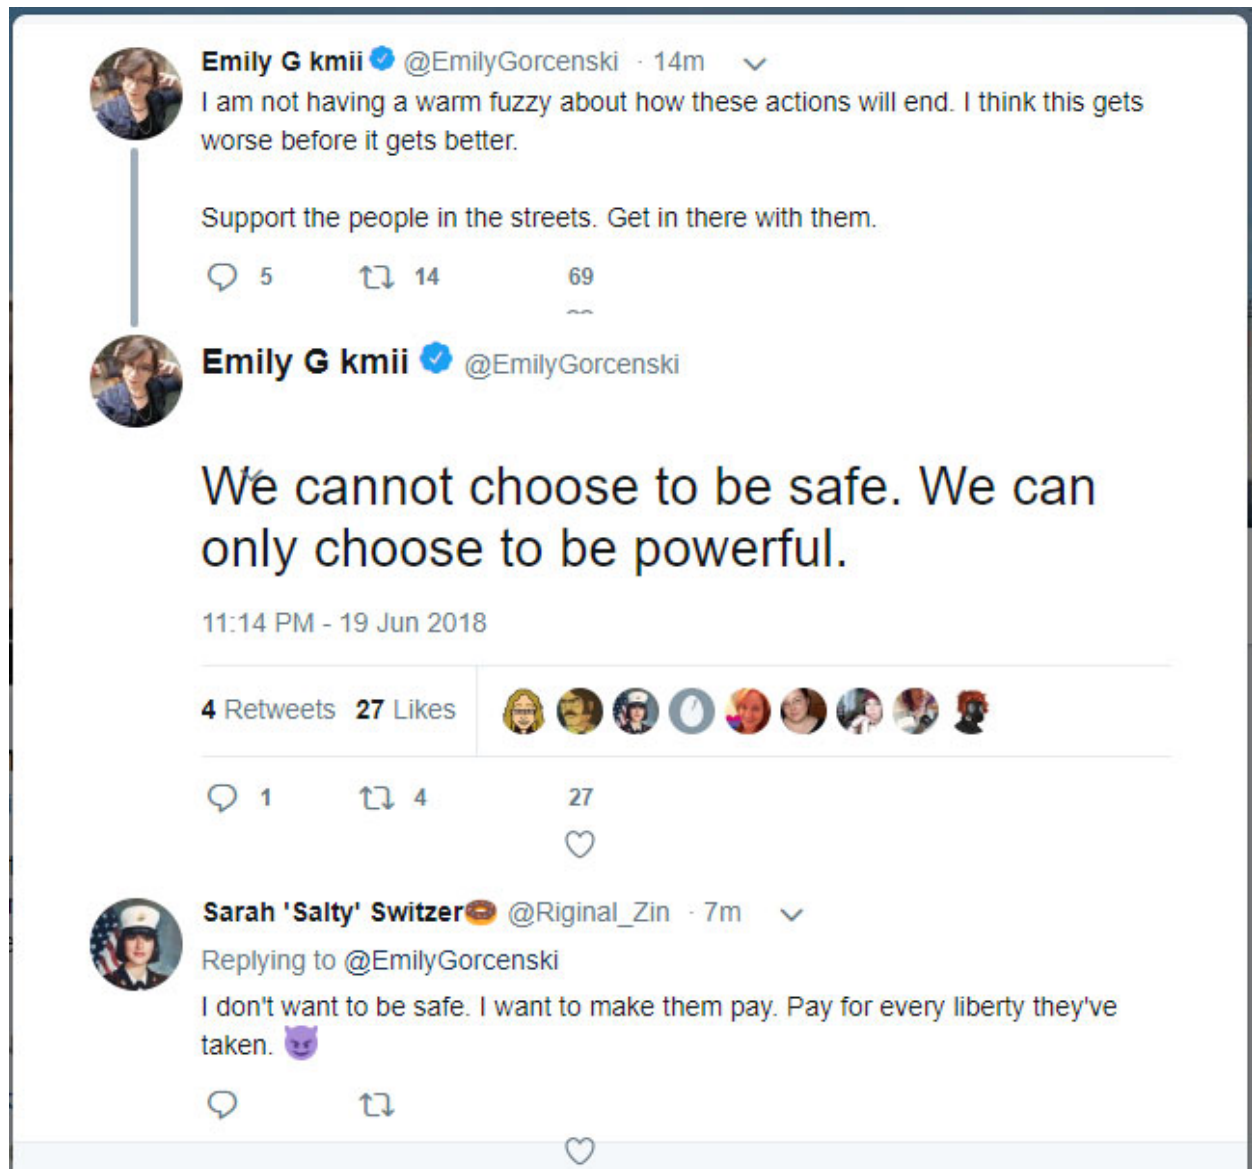 Emily G kmii @EmilyGorcenski · 14m
I am not having a warm fuzzy about how these actions will end. I think this gets
worse before it gets better.
Support the people in the streets. Get in there with them.
5 14 69
Emily G kmii @EmilyGorcenski
We cannot choose to be safe. We can
only choose to be powerful.
11:14 PM - 19 Jun 2018
4 Retweets 27 Likes
1 4 27
Sarah 'Salty' Switzer🍩 @Riginal_Zin · 7m
Replying to @EmilyGorcenski
I don't want to be safe. I want to make them pay. Pay for every liberty they've
taken. 😈